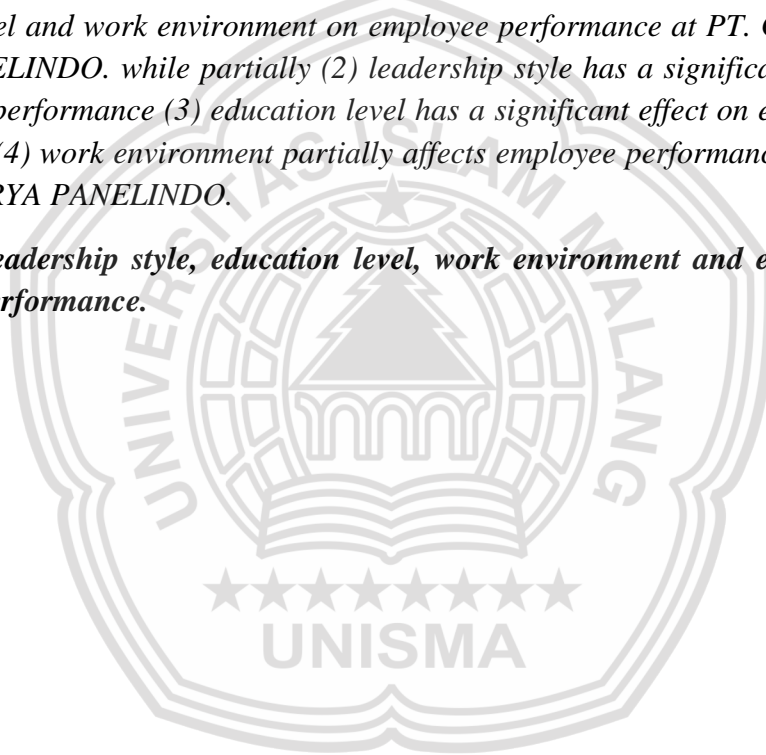 el and work environment on employee performance at PT.
ELINDO. while partially (2) leadership style has a
performance (3) education level has a significant effect on
(4) work environment partially affects employee
RYA PANELINDO.
eadership style, education level, work environment and
rformance.
UNIVERSITAS ISLAM MALANG
UNISMA